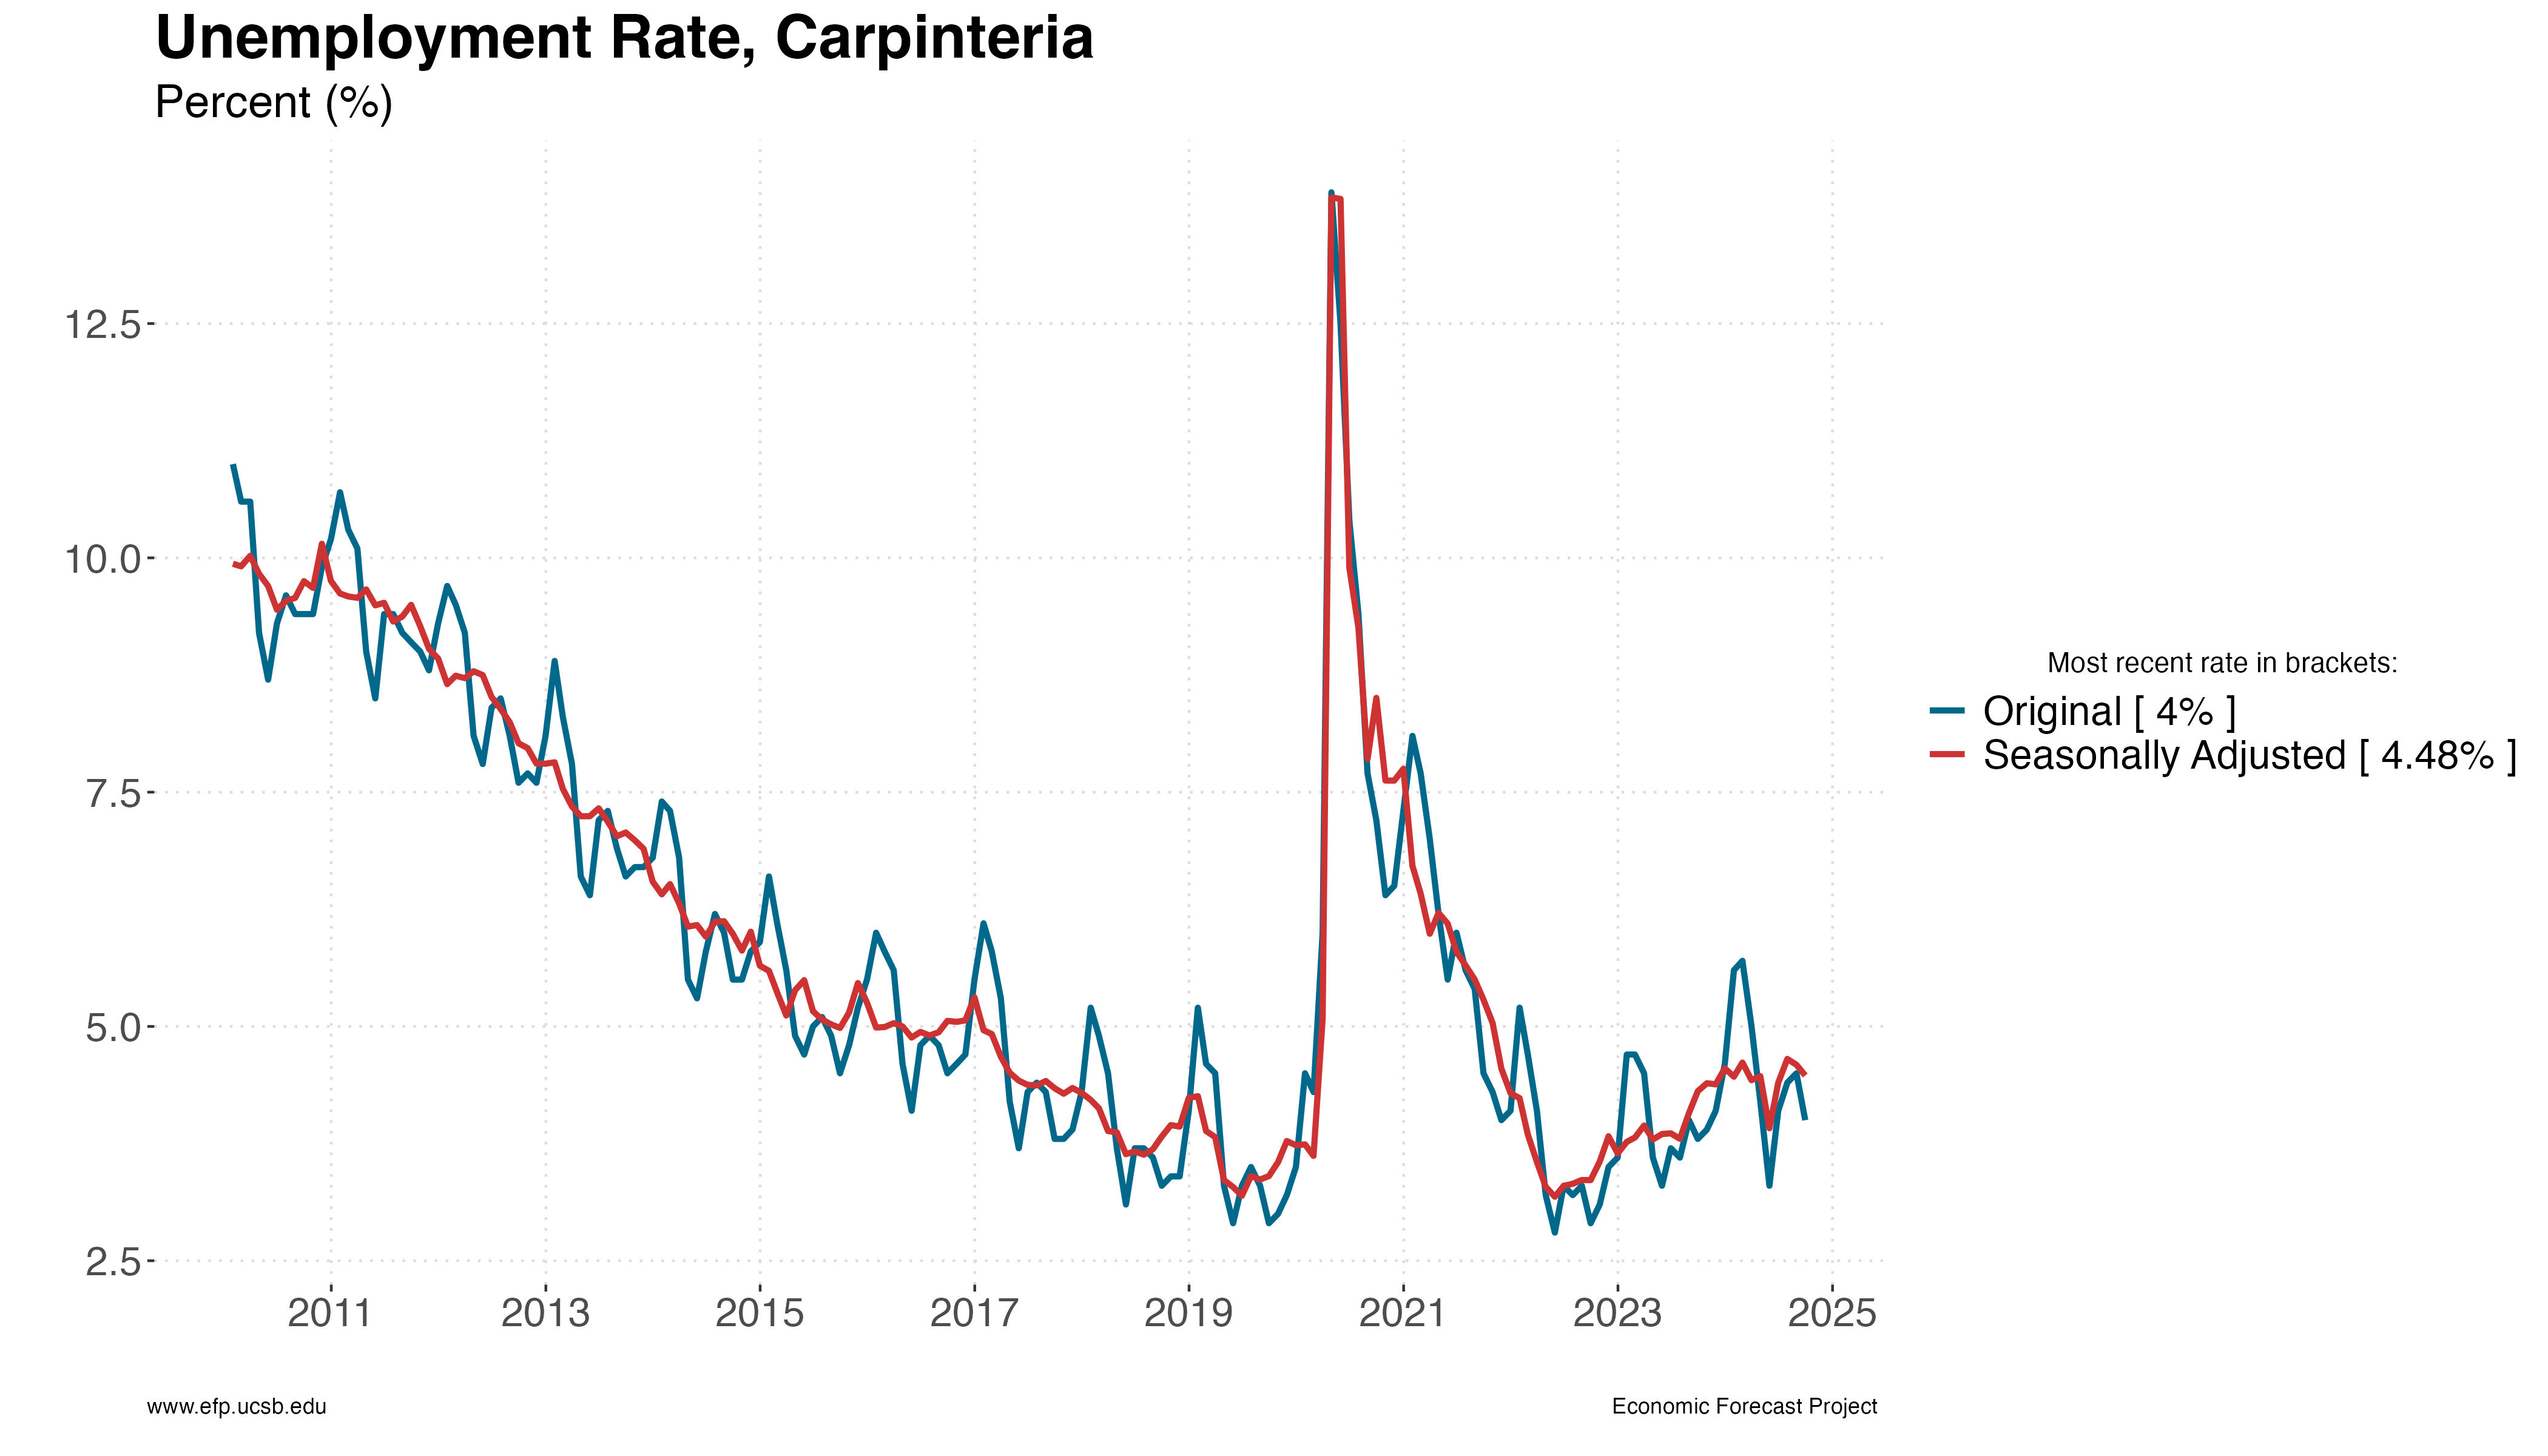 Unemployment Rate, Carpinteria
Percent (%)
12.5
10.0
7.5
5.0
2.5
2011 2013 2015 2017 2019 2021 2023 2025
Most recent rate in brackets:
Original [ 4% ]
Seasonally Adjusted [ 4.48% ]
www.efp.ucsb.edu
Economic Forecast Project